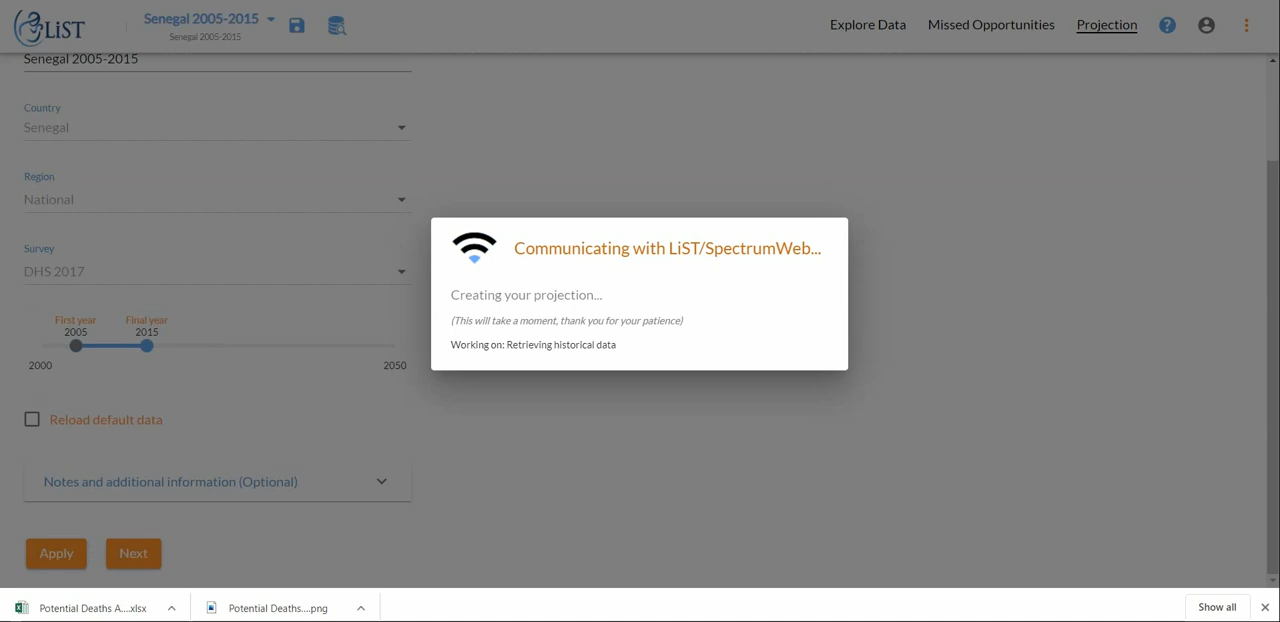 LiST
Senegal 2005-2015
Senegal 2005-2015
Explore Data
Missed Opportunities
Projection
?
Senegal 2005-2015
Country
Senegal
Region
National
Survey
DHS 2017
First year
Final year
2005
2015
2000
2050
Reload default data
Notes and additional information (Optional)
Apply
Next
Communicating with LiST/SpectrumWeb...
Creating your projection...
(This will take a moment, thank you for your patience)
Working on: Retrieving historical data
Potential Deaths A....xlsx
Potential Deaths....png
Show all